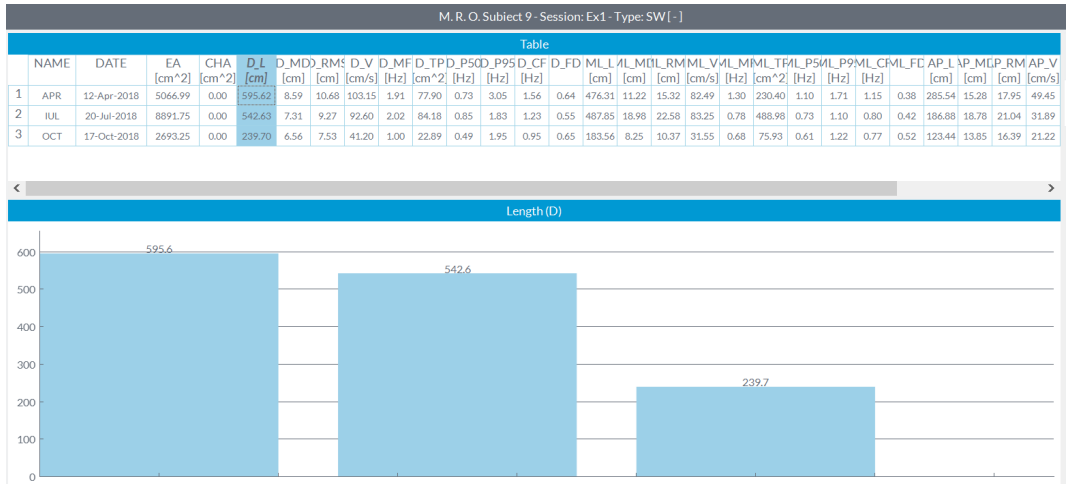 M. R. O. Subiect 9 - Session: Ex1 - Type: SW [ - ]
Table
NAME DATE EA CHA D_L D_MD D_RMS D_V D_MF D_TP D_P50 D_P95 D_CF D_FD ML_L ML_MD ML_RM ML_V ML_MF ML_TP ML_P5 ML_P9 ML_CF ML_FD AP_L AP_MD AP_RM AP_V
[cm^2] [cm^2] [cm] [cm] [cm] [cm/s] [Hz] [cm^2] [Hz] [Hz] [Hz] [cm] [cm] [cm] [cm/s] [Hz] [cm^2] [Hz] [Hz] [Hz] [cm] [cm] [cm] [cm/s]
1 APR 12-Apr-2018 5066.99 0.00 595.62 8.59 10.68 103.15 1.91 77.90 0.73 3.05 1.56 0.64 476.31 11.22 15.32 82.49 1.30 230.40 1.10 1.71 1.15 0.38 285.54 15.28 17.95 49.45
2 IUL 20-Jul-2018 8891.75 0.00 542.63 7.31 9.27 92.60 2.02 84.18 0.85 1.83 1.23 0.55 487.85 18.98 22.58 83.25 0.78 488.98 0.73 1.10 0.80 0.42 186.88 18.78 21.04 31.89
3 OCT 17-Oct-2018 2693.25 0.00 239.70 6.56 7.53 41.20 1.00 22.89 0.49 1.95 0.95 0.65 183.56 8.25 10.37 31.55 0.68 75.93 0.61 1.22 0.77 0.52 123.44 13.85 16.39 21.22
Length (D)
600
500
400
300
200
100
0
595.6
542.6
239.7